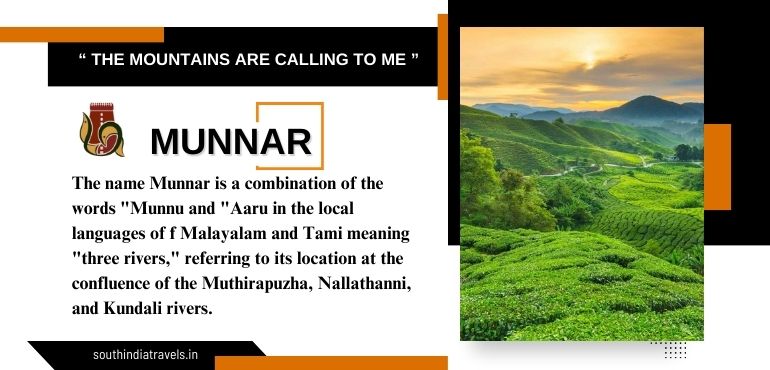 “ THE MOUNTAINS ARE CALLING TO ME ”
MUNNAR
The name Munnar is a combination of the
words "Munnu and "Aaru in the local
languages of f Malayalam and Tami meaning
"three rivers," referring to its location at the
confluence of the Muthirapuzha, Nallathanni,
and Kundali rivers.
southindiatravels.in